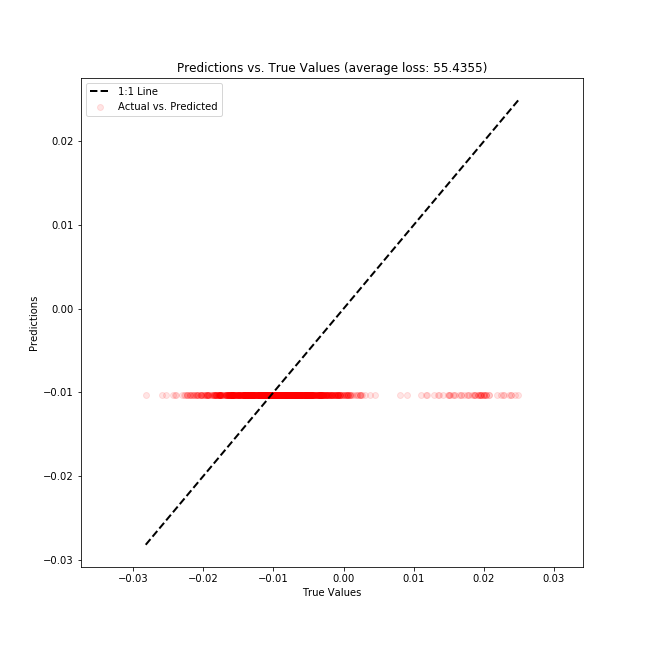 Predictions vs. True Values (average loss: 55.4355)
1:1 Line
Actual vs. Predicted
0.02
0.01
0.00
−0.01
−0.02
−0.03
Predictions
−0.03
−0.02
−0.01
0.00
0.01
0.02
0.03
True Values